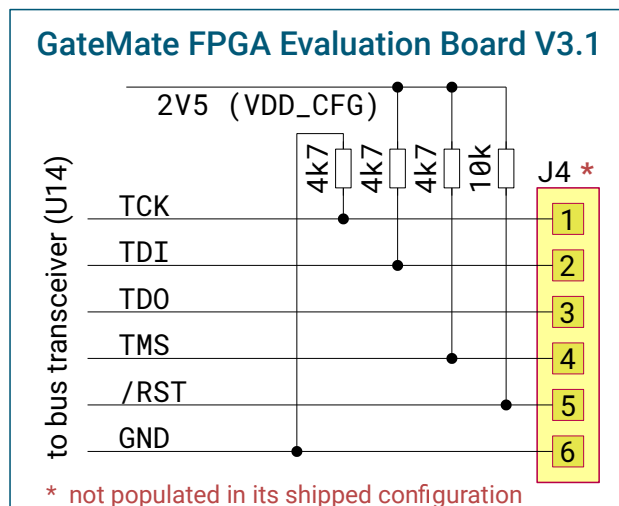 GateMate FPGA Evaluation Board V3.1
2V5 (VDD_CFG)
4k7
4k7
4k7
10k
J4 *
to bus transceiver (U14)
TCK
1
TDI
2
TDO
3
TMS
4
/RST
5
GND
6
* not populated in its shipped configuration